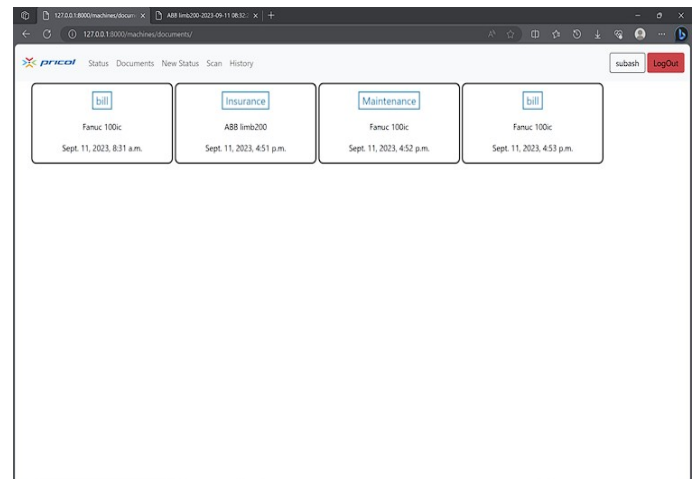 127.0.0.1:8000/machines/docum
ABB limb200-2023-09-11 08:32:
127.0.0.1:8000/machines/documents/
pricol Status Documents New Status Scan History subash LogOut
bill
Fanuc 100ic
Sept. 11, 2023, 8:31 a.m.
Insurance
ABB limb200
Sept. 11, 2023, 4:51 p.m.
Maintenance
Fanuc 100ic
Sept. 11, 2023, 4:52 p.m.
bill
Fanuc 100ic
Sept. 11, 2023, 4:53 p.m.